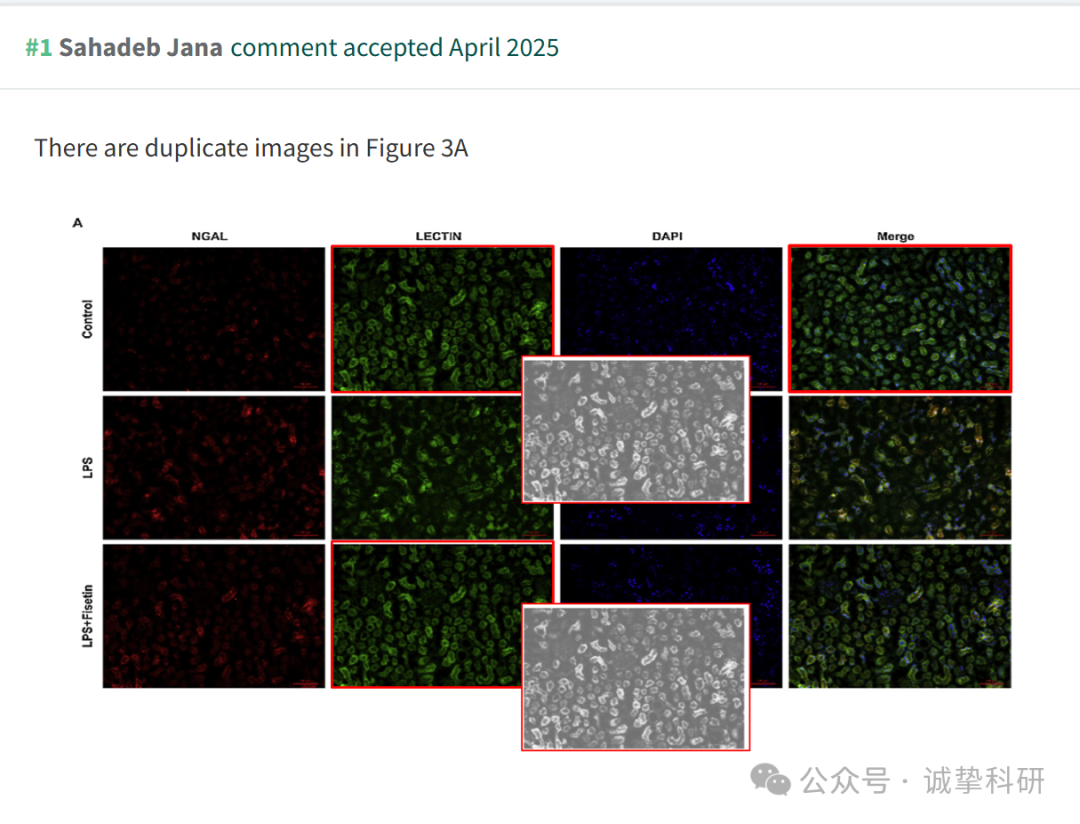 #1 Sahadeb Jana comment accepted April 2025
There are duplicate images in Figure 3A
A
NGAL LECTIN DAPI Merge
Control
LPS
LPS+Fisetin
公众号 · 诚挚科研